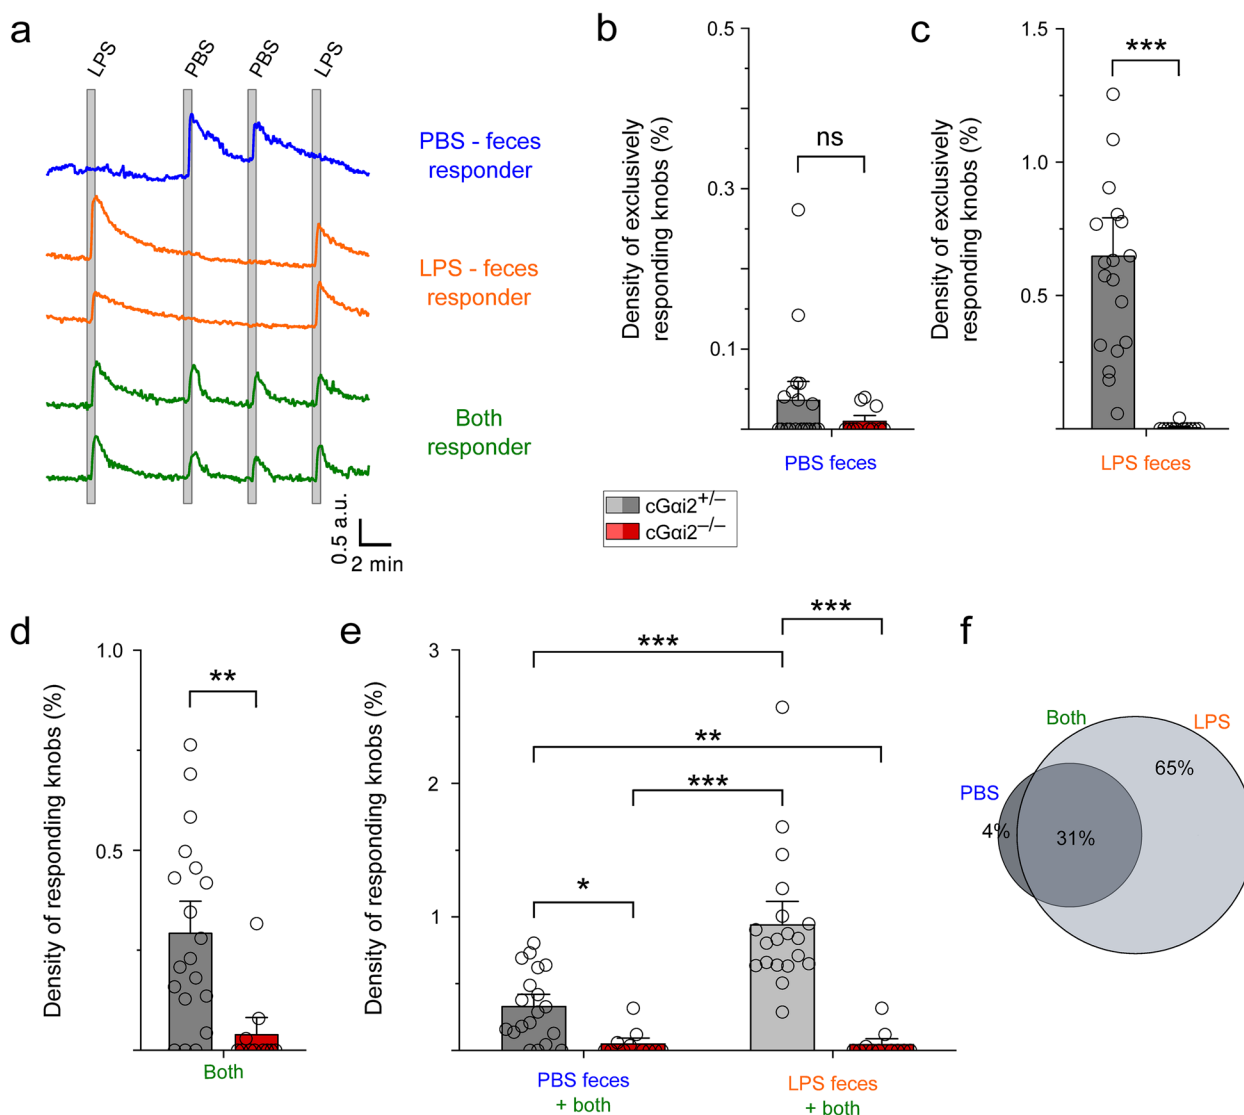 a
LPS
PBS
PBS
LPS
PBS - feces
responder
LPS - feces
responder
Both
responder
0.5 a.u.
2 min
b
Density of exclusively
responding knobs (%)
0.5
0.3
0.1
ns
PBS feces
c
Density of exclusively
responding knobs (%)
1.5
1.0
0.5
***
LPS feces
cGαi2+/–
cGαi2–/–
d
Density of responding knobs (%)
1.0
0.5
**
Both
e
Density of responding knobs (%)
3
2
1
0
***
***
**
***
*
PBS feces
+ both
LPS feces
+ both
f
Both
LPS
PBS
65%
4%
31%